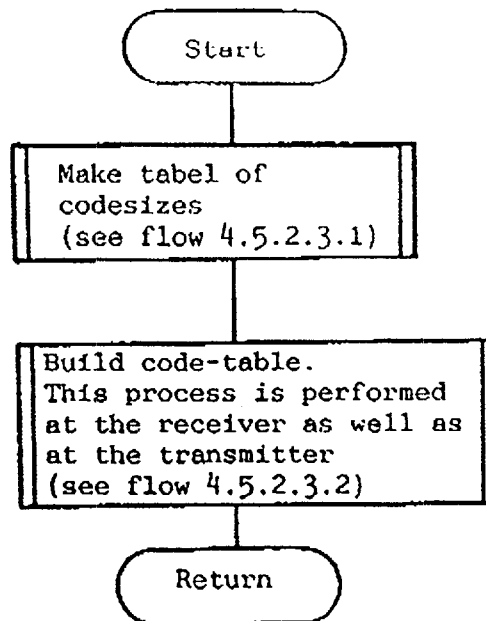 Start
Make tabel of
codesizes
(see flow 4.5.2.3.1)
Build code-table.
This process is performed
at the receiver as well as
at the transmitter
(see flow 4.5.2.3.2)
Return